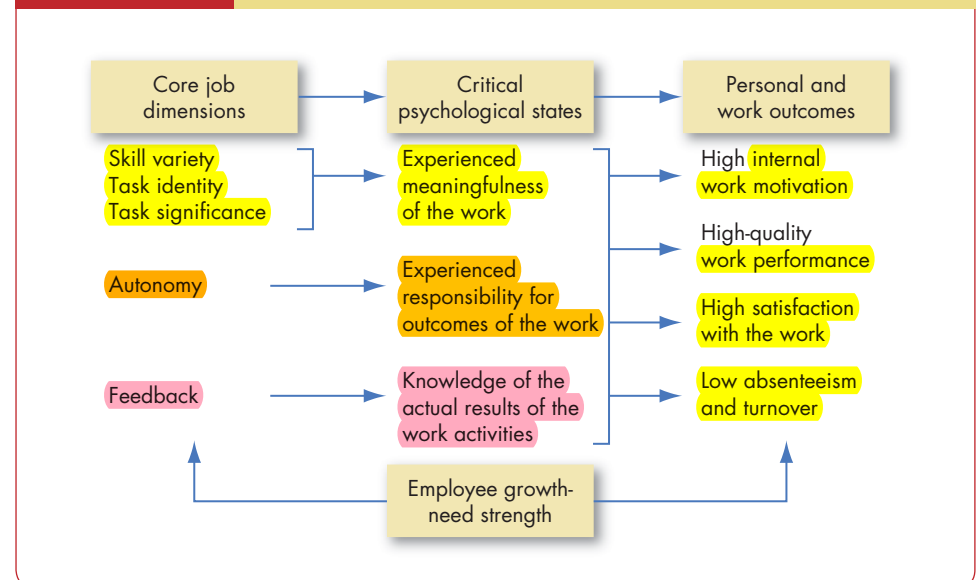 Core job
dimensions
Critical
psychological states
Personal and
work outcomes
Skill variety
Task identity
Task significance
Experienced
meaningfulness
of the work
High internal
work motivation
High-quality
work performance
Autonomy
Experienced
responsibility for
outcomes of the work
High satisfaction
with the work
Feedback
Knowledge of the
actual results of the
work activities
Low absenteeism
and turnover
Employee growth-
need strength